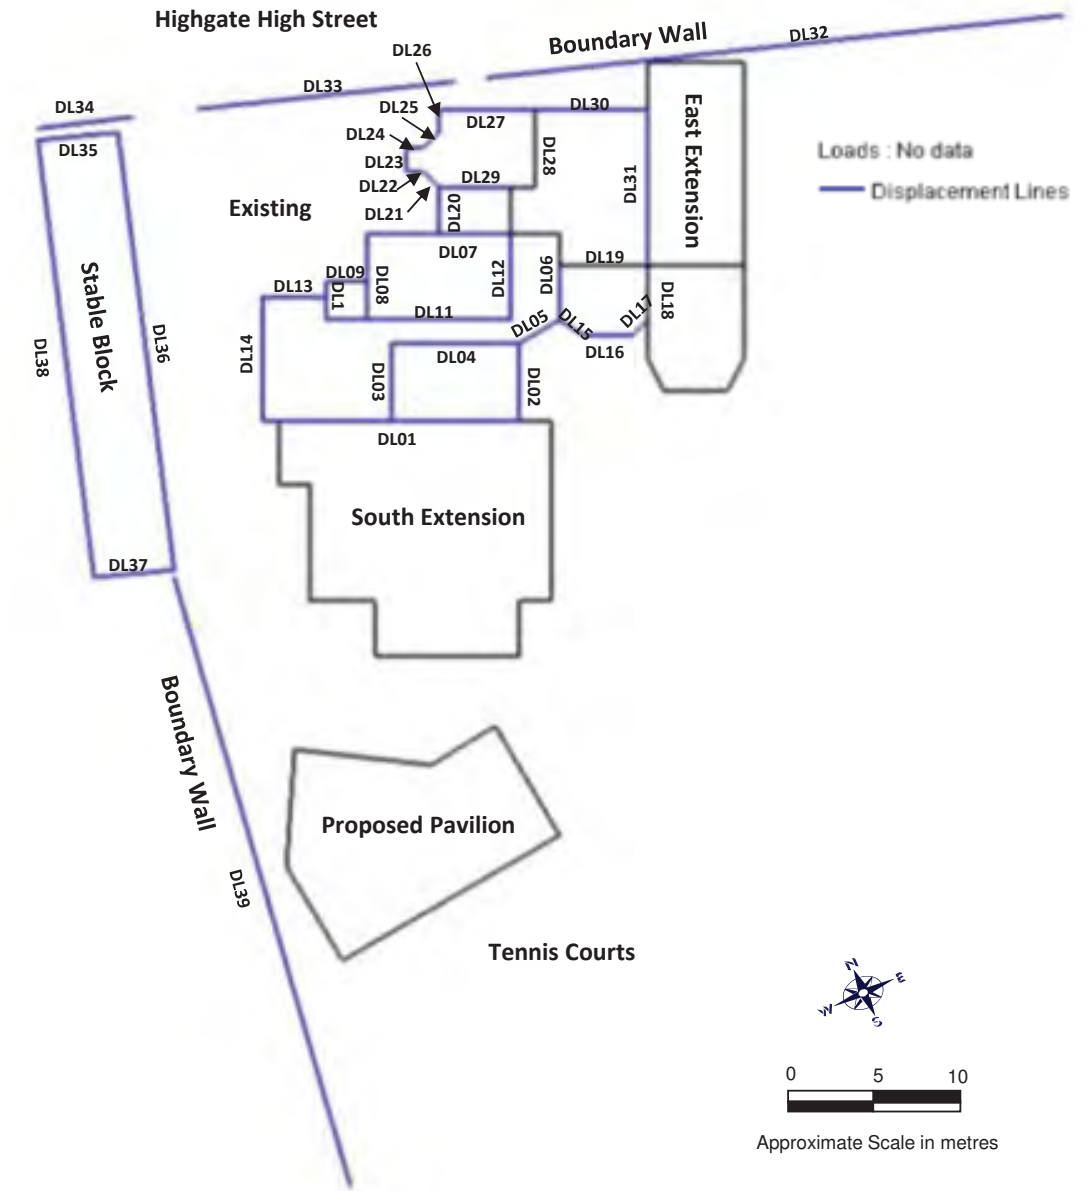 Highgate High Street
DL26
Boundary Wall
DL32
DL33
DL34
DL25
DL27
DL30
DL24
DL35
DL23
DL28
DL22
DL29
DL31
East Extension
Loads : No data
Displacement Lines
DL21
DL20
Existing
DL07
DL12
DL06
DL19
DL09
DL08
DL13
DL1
DL11
DL05
DL15
DL17
DL18
DL16
Stable Block
DL38
DL36
DL14
DL04
DL03
DL02
DL01
South Extension
DL37
Boundary Wall
Proposed Pavilion
DL39
Tennis Courts
N
E
W
S
0 5 10
Approximate Scale in metres